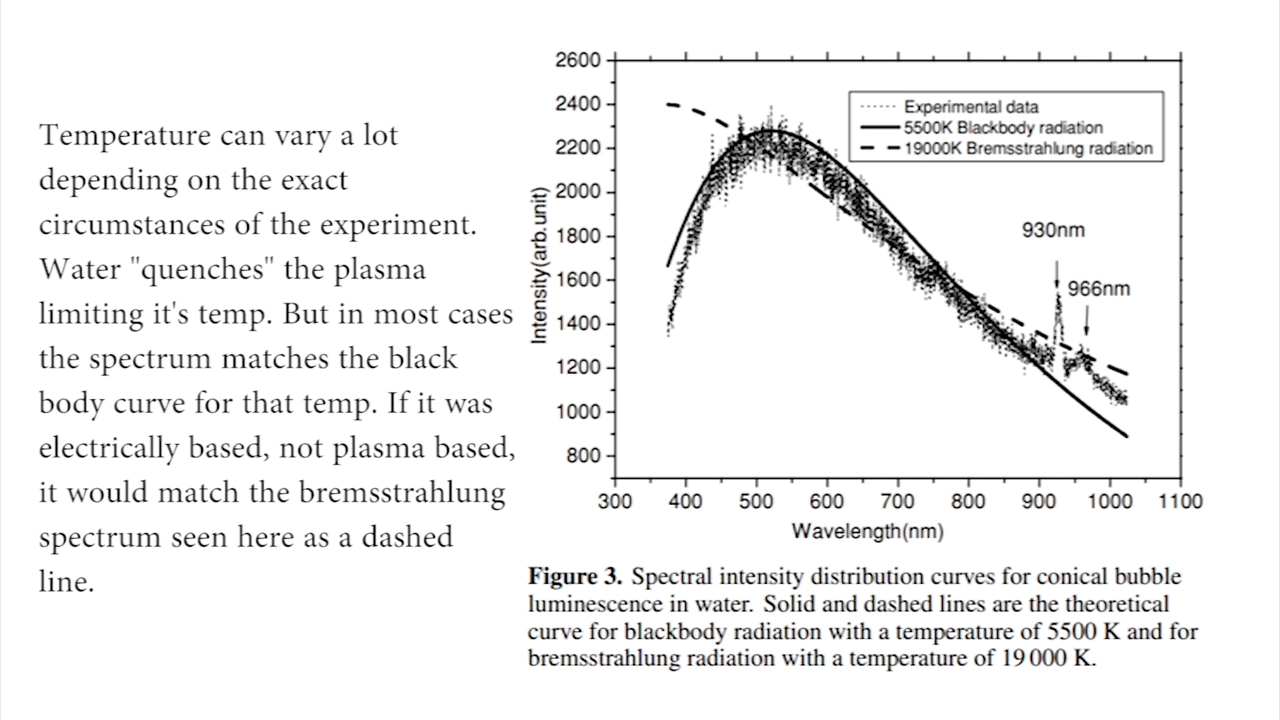 Temperature can vary a lot
depending on the exact
circumstances of the experiment.
Water "quenches" the plasma
limiting it's temp. But in most cases
the spectrum matches the black
body curve for that temp. If it was
electrically based, not plasma based,
it would match the bremsstrahlung
spectrum seen here as a dashed
line.
2600
2400
2200
2000
1800
1600
1400
1200
1000
800
Intensity(arb.unit)
Experimental data
5500K Blackbody radiation
19000K Bremsstrahlung radiation
930nm
966nm
300 400 500 600 700 800 900 1000 1100
Wavelength(nm)
Figure 3. Spectral intensity distribution curves for conical bubble
luminescence in water. Solid and dashed lines are the theoretical
curve for blackbody radiation with a temperature of 5500 K and for
bremsstrahlung radiation with a temperature of 19 000 K.